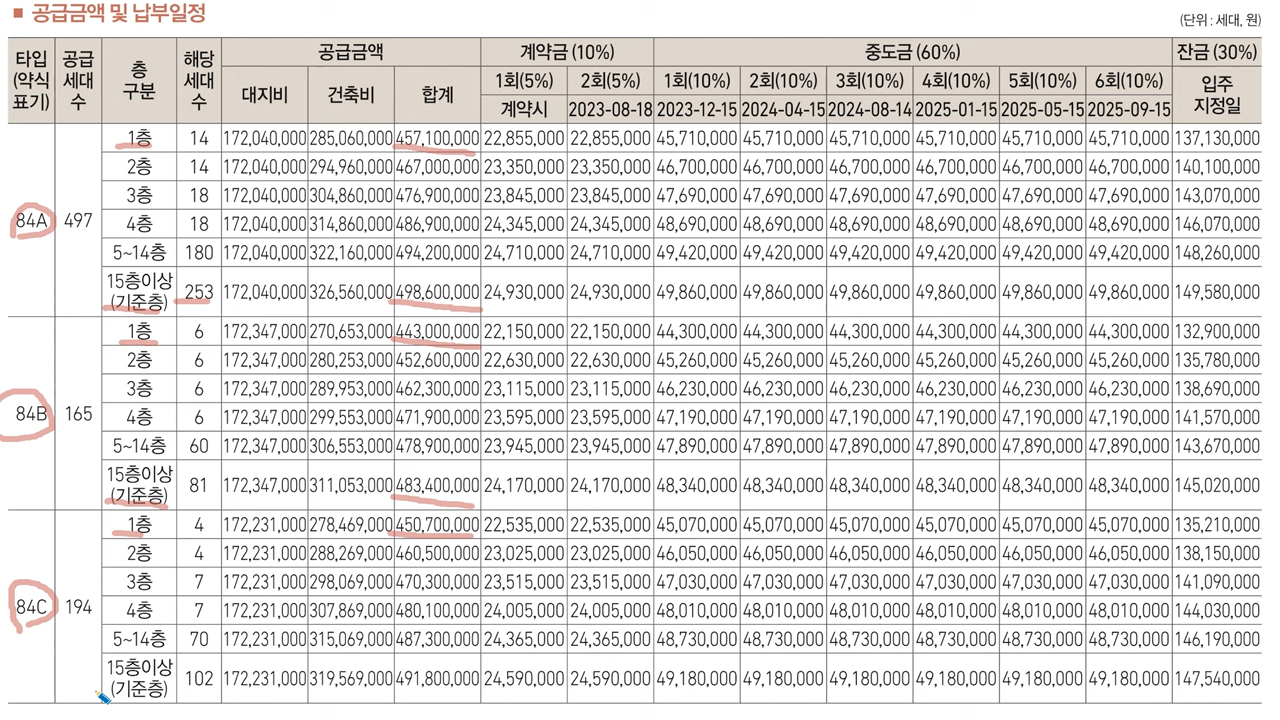 ■ 공급금액 및 납부일정
(단위 : 세대, 원)
타입 (약식 표기) 공급 세대 수 층 구분 해당 세대 수 공급금액 계약금 (10%) 중도금 (60%) 잔금 (30%)
대지비 건축비 합계 1회(5%) 2회(5%) 1회(10%) 2회(10%) 3회(10%) 4회(10%) 5회(10%) 6회(10%) 입주 지정일
계약시 2023-08-18 2023-12-15 2024-04-15 2024-08-14 2025-01-15 2025-05-15 2025-09-15
84A 497
1층 14 172,040,000 285,060,000 457,100,000 22,855,000 22,855,000 45,710,000 45,710,000 45,710,000 45,710,000 45,710,000 45,710,000 137,130,000
2층 14 172,040,000 294,960,000 467,000,000 23,350,000 23,350,000 46,700,000 46,700,000 46,700,000 46,700,000 46,700,000 46,700,000 140,100,000
3층 18 172,040,000 304,860,000 476,900,000 23,845,000 23,845,000 47,690,000 47,690,000 47,690,000 47,690,000 47,690,000 47,690,000 143,070,000
4층 18 172,040,000 314,860,000 486,900,000 24,345,000 24,345,000 48,690,000 48,690,000 48,690,000 48,690,000 48,690,000 48,690,000 146,070,000
5~14층 180 172,040,000 322,160,000 494,200,000 24,710,000 24,710,000 49,420,000 49,420,000 49,420,000 49,420,000 49,420,000 49,420,000 148,260,000
15층이상 (기준층) 253 172,040,000 326,560,000 498,600,000 24,930,000 24,930,000 49,860,000 49,860,000 49,860,000 49,860,000 49,860,000 49,860,000 149,580,000
84B 165
1층 6 172,347,000 270,653,000 443,000,000 22,150,000 22,150,000 44,300,000 44,300,000 44,300,000 44,300,000 44,300,000 44,300,000 132,900,000
2층 6 172,347,000 280,253,000 452,600,000 22,630,000 22,630,000 45,260,000 45,260,000 45,260,000 45,260,000 45,260,000 45,260,000 135,780,000
3층 6 172,347,000 289,953,000 462,300,000 23,115,000 23,115,000 46,230,000 46,230,000 46,230,000 46,230,000 46,230,000 46,230,000 138,690,000
4층 6 172,347,000 299,553,000 471,900,000 23,595,000 23,595,000 47,190,000 47,190,000 47,190,000 47,190,000 47,190,000 47,190,000 141,570,000
5~14층 60 172,347,000 306,553,000 478,900,000 23,945,000 23,945,000 47,890,000 47,890,000 47,890,000 47,890,000 47,890,000 47,890,000 143,670,000
15층이상 (기준층) 81 172,347,000 311,053,000 483,400,000 24,170,000 24,170,000 48,340,000 48,340,000 48,340,000 48,340,000 48,340,000 48,340,000 145,020,000
84C 194
1층 4 172,231,000 278,469,000 450,700,000 22,535,000 22,535,000 45,070,000 45,070,000 45,070,000 45,070,000 45,070,000 45,070,000 135,210,000
2층 4 172,231,000 288,269,000 460,500,000 23,025,000 23,025,000 46,050,000 46,050,000 46,050,000 46,050,000 46,050,000 46,050,000 138,150,000
3층 7 172,231,000 298,069,000 470,300,000 23,515,000 23,515,000 47,030,000 47,030,000 47,030,000 47,030,000 47,030,000 47,030,000 141,090,000
4층 7 172,231,000 307,869,000 480,100,000 24,005,000 24,005,000 48,010,000 48,010,000 48,010,000 48,010,000 48,010,000 48,010,000 144,030,000
5~14층 70 172,231,000 315,069,000 487,300,000 24,365,000 24,365,000 48,730,000 48,730,000 48,730,000 48,730,000 48,730,000 48,730,000 146,190,000
15층이상 (기준층) 102 172,231,000 319,569,000 491,800,000 24,590,000 24,590,000 49,180,000 49,180,000 49,180,000 49,180,000 49,180,000 49,180,000 147,540,000